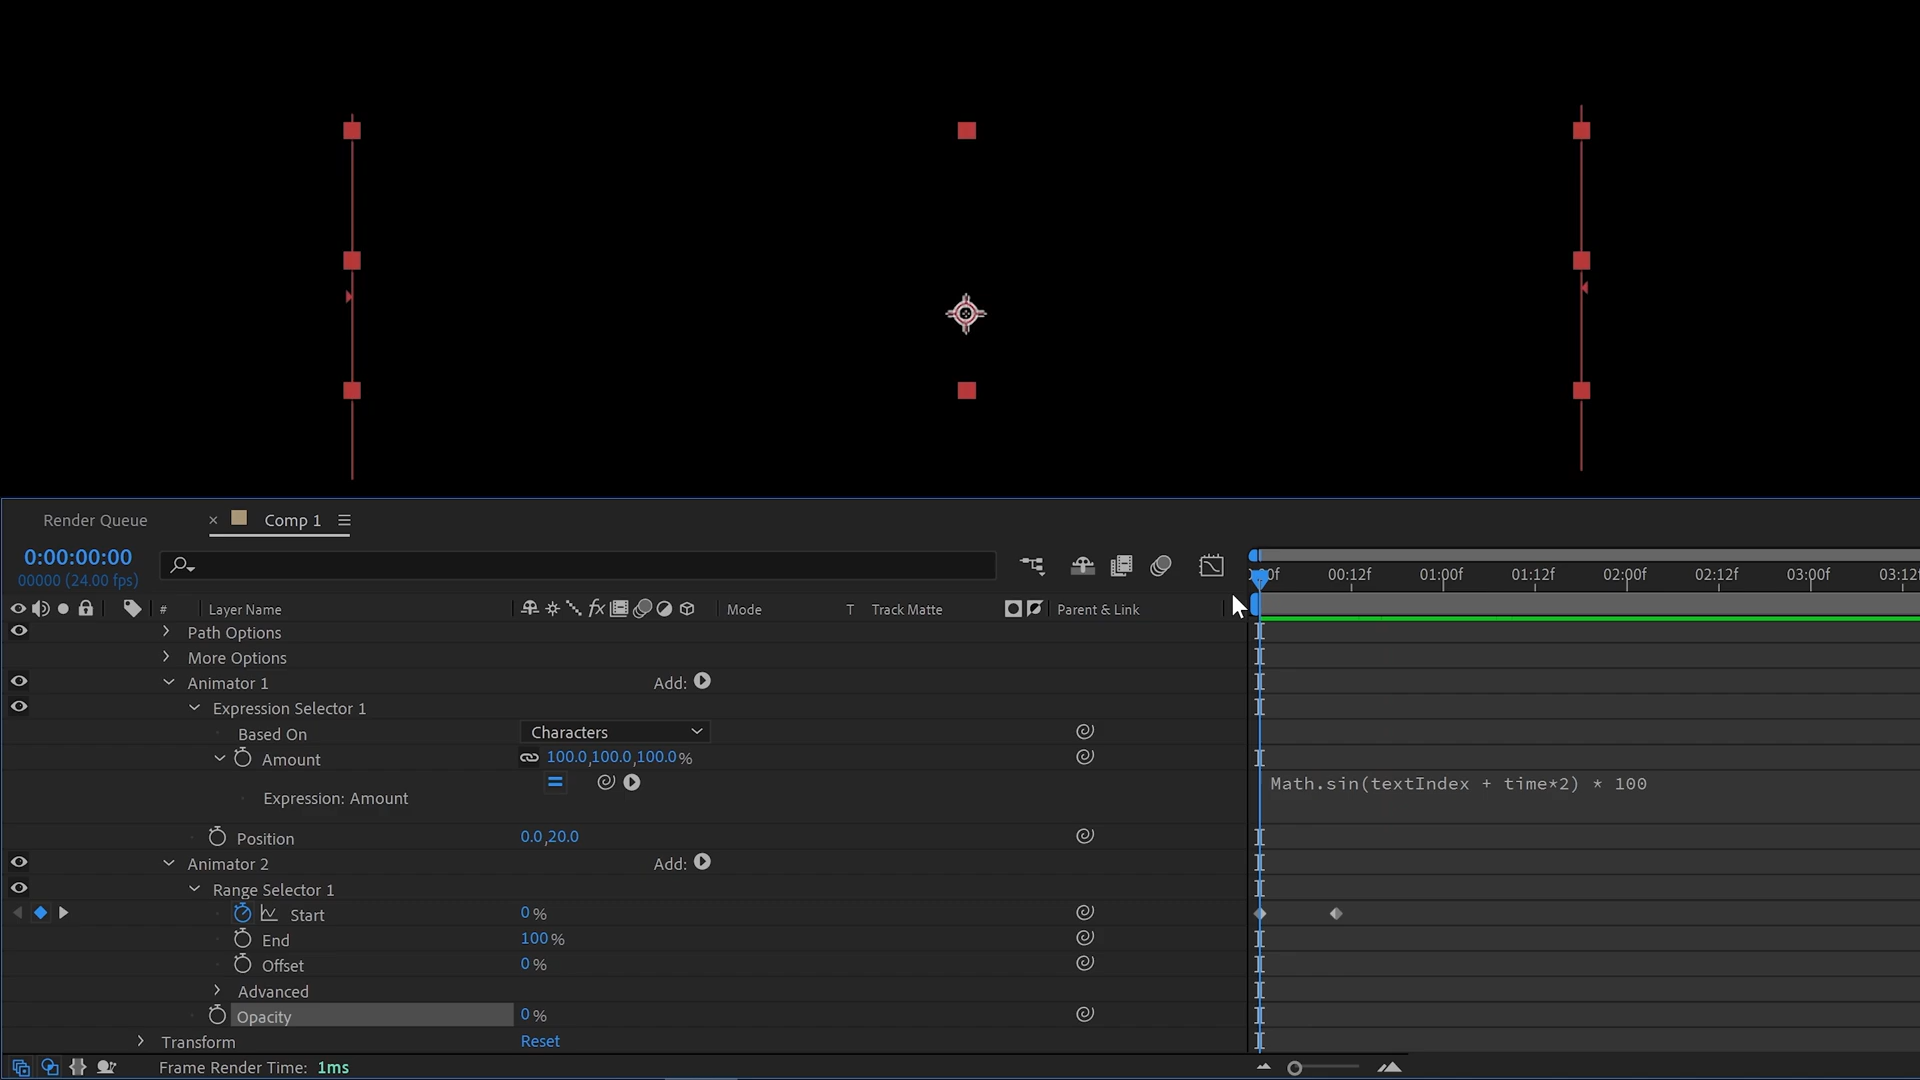 Render Queue
× Comp 1
0:00:00:00
00000 (24.00 fps)
00f 00:12f 01:00f 01:12f 02:00f 02:12f 03:00f 03:12f
# Layer Name fx Mode T Track Matte Parent & Link
Path Options
More Options
Animator 1 Add:
Expression Selector 1
Based On Characters
Amount 100.0,100.0,100.0%
Math.sin(textIndex + time*2) * 100
Expression: Amount
Position 0.0,20.0
Animator 2 Add:
Range Selector 1
Start 0%
End 100%
Offset 0%
Advanced
Opacity 0%
Transform Reset
Frame Render Time: 1ms